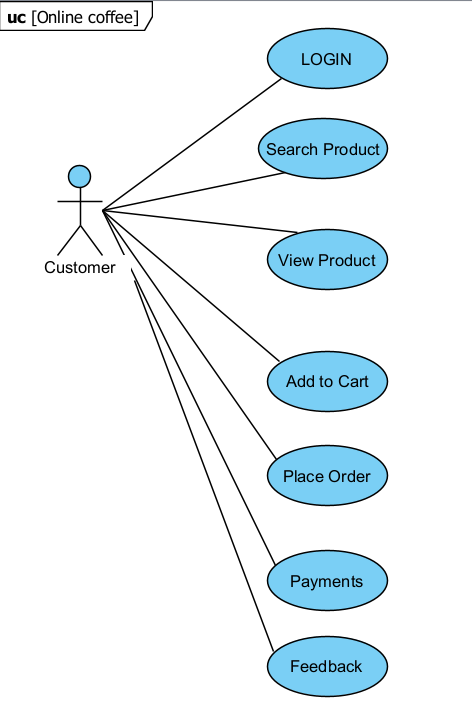 uc [Online coffee]
LOGIN
Search Product
View Product
Customer
Add to Cart
Place Order
Payments
Feedback